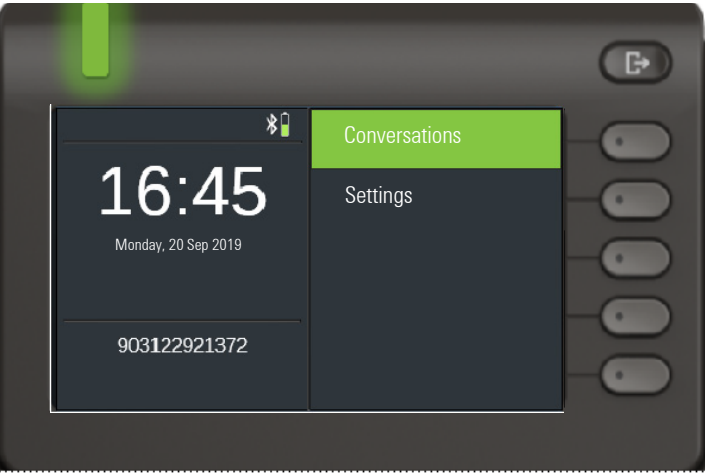 16:45
Monday, 20 Sep 2019
903122921372
Conversations
Settings